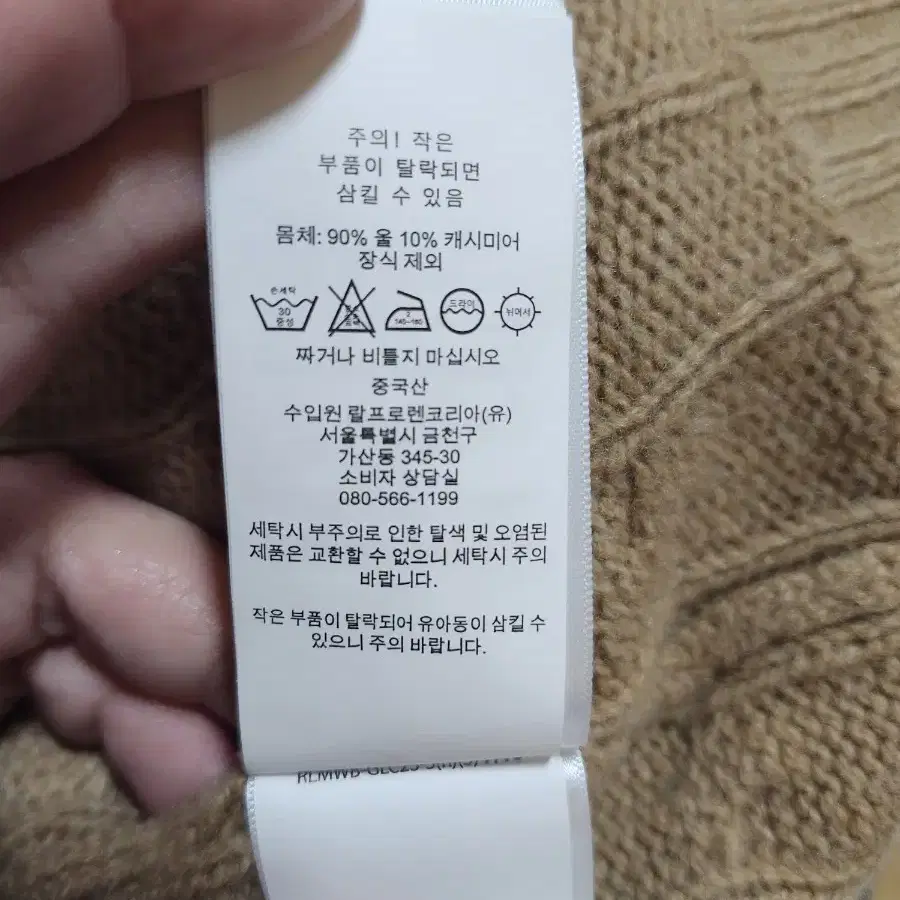 주의! 작은
부품이 탈락되면
삼킬 수 있음
몸체: 90% 울 10% 캐시미어
장식 제외
손세탁
30
중성
2
140~160
드라이
뉘어서
짜거나 비틀지 마십시오
중국산
수입원 랄프로렌코리아(유)
서울특별시 금천구
가산동 345-30
소비자 상담실
080-566-1199
세탁시 부주의로 인한 탈색 및 오염된
제품은 교환할 수 없으니 세탁시 주의
바랍니다.
작은 부품이 탈락되어 유아동이 삼킬 수
있으니 주의 바랍니다.